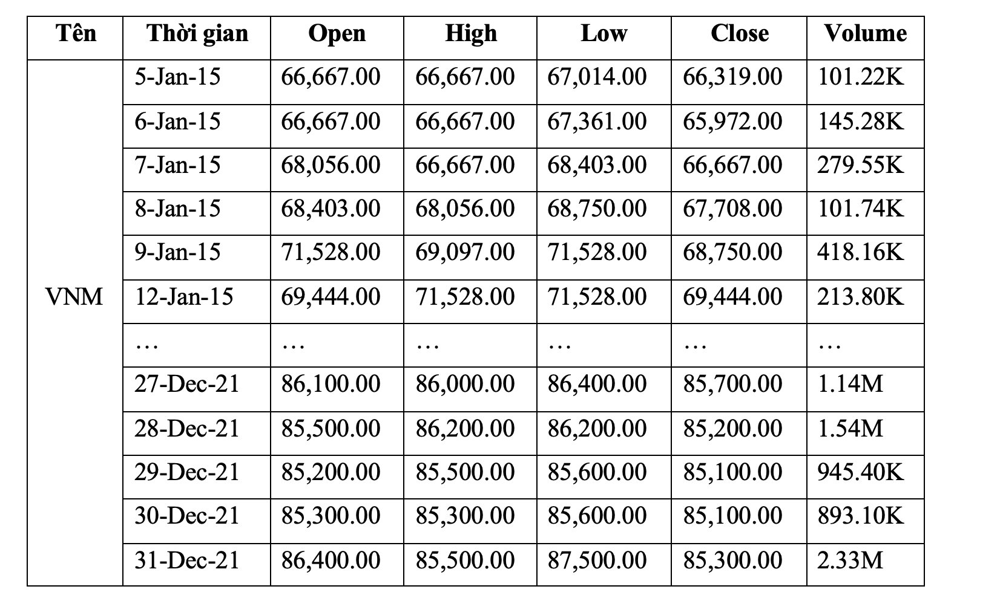 Tên Thời gian Open High Low Close Volume
5-Jan-15 66,667.00 66,667.00 67,014.00 66,319.00 101.22K
6-Jan-15 66,667.00 66,667.00 67,361.00 65,972.00 145.28K
7-Jan-15 68,056.00 66,667.00 68,403.00 66,667.00 279.55K
8-Jan-15 68,403.00 68,056.00 68,750.00 67,708.00 101.74K
9-Jan-15 71,528.00 69,097.00 71,528.00 68,750.00 418.16K
VNM 12-Jan-15 69,444.00 71,528.00 71,528.00 69,444.00 213.80K
… … … … … …
27-Dec-21 86,100.00 86,000.00 86,400.00 85,700.00 1.14M
28-Dec-21 85,500.00 86,200.00 86,200.00 85,200.00 1.54M
29-Dec-21 85,200.00 85,500.00 85,600.00 85,100.00 945.40K
30-Dec-21 85,300.00 85,300.00 85,600.00 85,100.00 893.10K
31-Dec-21 86,400.00 85,500.00 87,500.00 85,300.00 2.33M